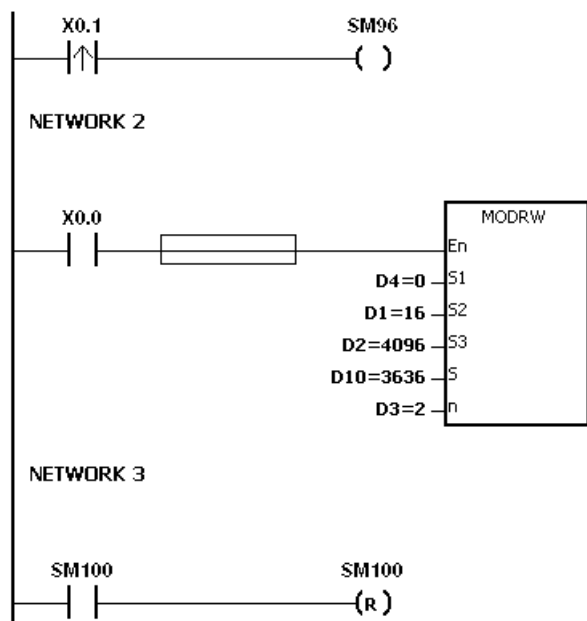 X0.1 SM96
NETWORK 2
X0.0
MODRW
En
D4=0 S1
D1=16 S2
D2=4096 S3
D10=3636 S
D3=2 n
NETWORK 3
SM100 SM100
R